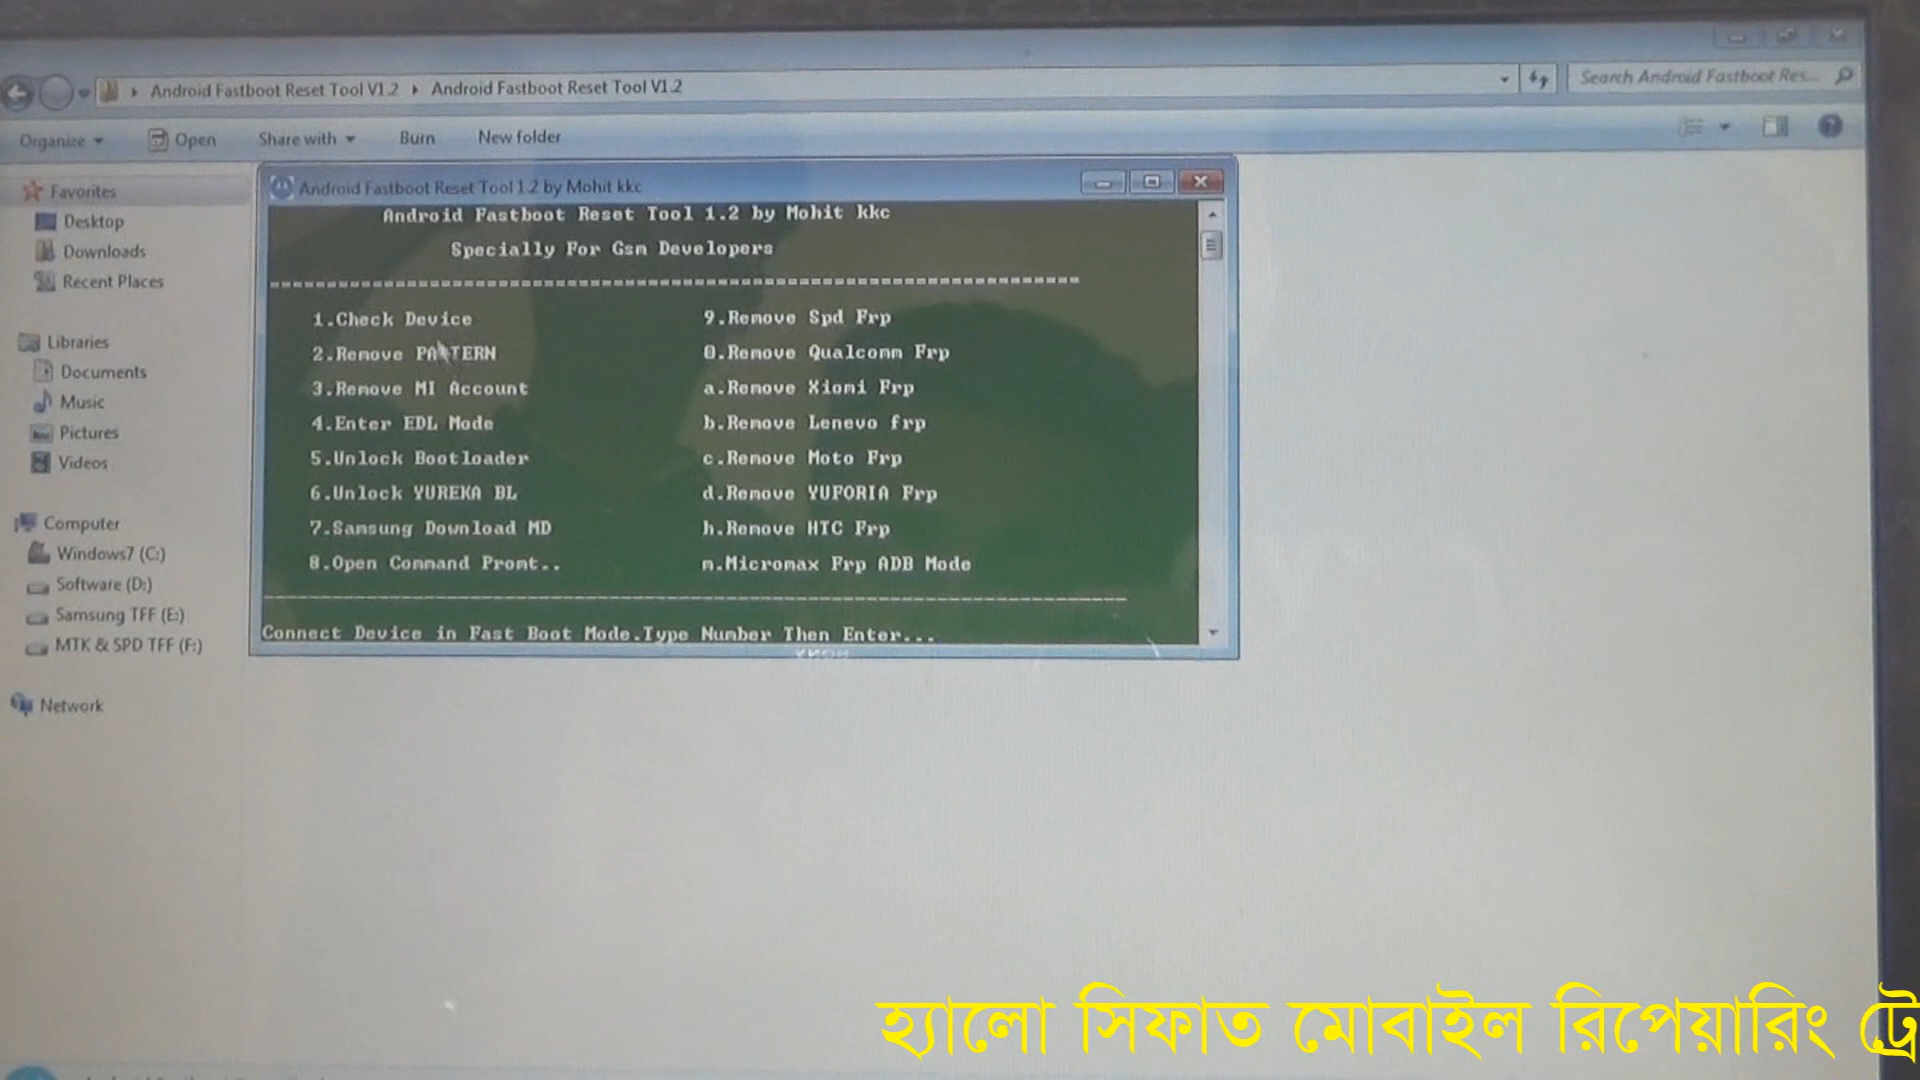 Android Fastboot Reset Tool V1.2 Android Fastboot Reset Tool V1.2
Search Android Fastboot Res...
Organize Open Share with Burn New folder
Favorites
Desktop
Downloads
Recent Places
Libraries
Documents
Music
Pictures
Videos
Computer
Windows7 (C:)
Software (D:)
Samsung TFF (E:)
MTK & SPD TFF (F:)
Network
Android Fastboot Reset Tool 1.2 by Mohit kkc
Android Fastboot Reset Tool 1.2 by Mohit kkc
Specially For Gsm Developers
1.Check Device 9.Remove Spd Frp
2.Remove PATTERN 0.Remove Qualcomm Frp
3.Remove MI Account a.Remove Xiomi Frp
4.Enter EDL Mode b.Remove Lenevo frp
5.Unlock Bootloader c.Remove Moto Frp
6.Unlock YUREKA BL d.Remove YUFORIA Frp
7.Samsung Download MD h.Remove HTC Frp
8.Open Command Promt.. m.Micromax Frp ADB Mode
Connect Device in Fast Boot Mode.Type Number Then Enter...
হ্যালো সিফাত মোবাইল রিপেয়ারিং ট্রে